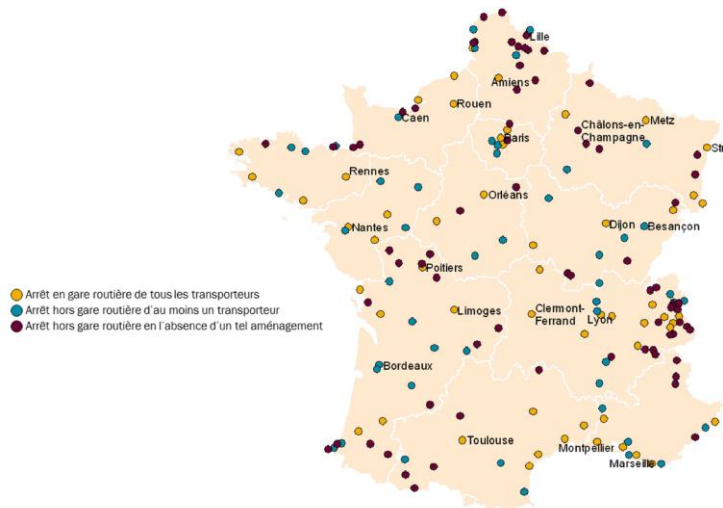 Lille
Amiens
Rouen
Caen
Metz
Châlons-en-
Champagne
Paris
Str
Rennes
Orléans
Nantes
Dijon
Besançon
Poitiers
Arrêt en gare routière de tous les transporteurs
Arrêt hors gare routière d'au moins un transporteur
Arrêt hors gare routière en l'absence d'un tel aménagement
Limoges
Clermont-
Ferrand
Lyon
Bordeaux
Toulouse
Montpellier
Marseille